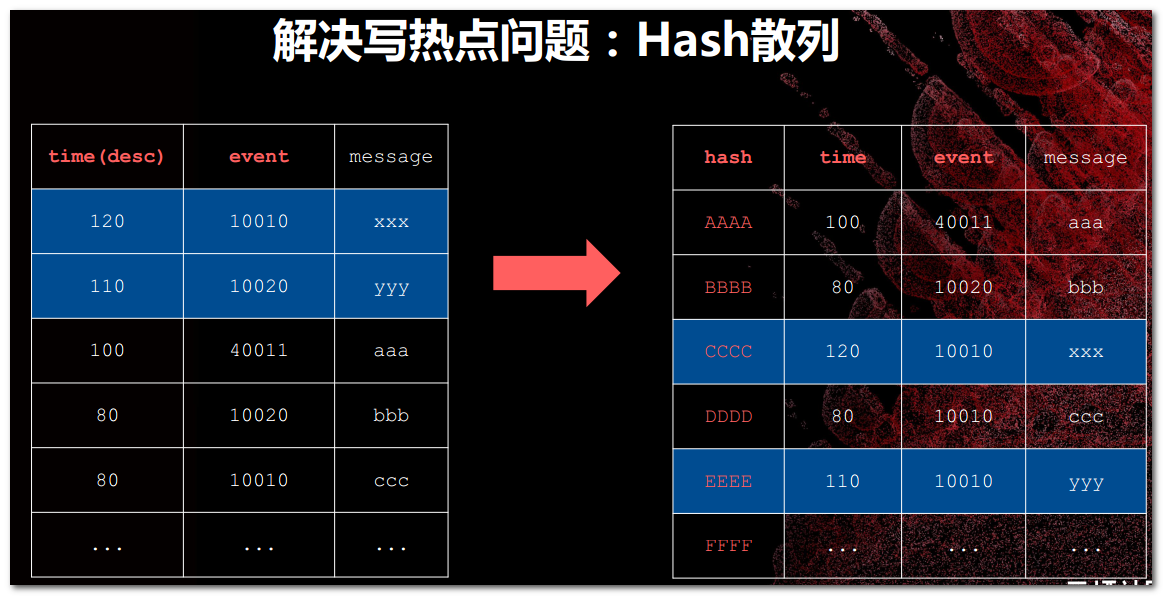 解决写热点问题：Hash散列
time(desc) event message
120 10010 xxx
110 10020 yyy
100 40011 aaa
80 10020 bbb
80 10010 ccc
... ... ...
hash time event message
AAAA 100 40011 aaa
BBBB 80 10020 bbb
CCCC 120 10010 xxx
DDDD 80 10010 ccc
EEEE 110 10010 yyy
FFFF ... ... ...